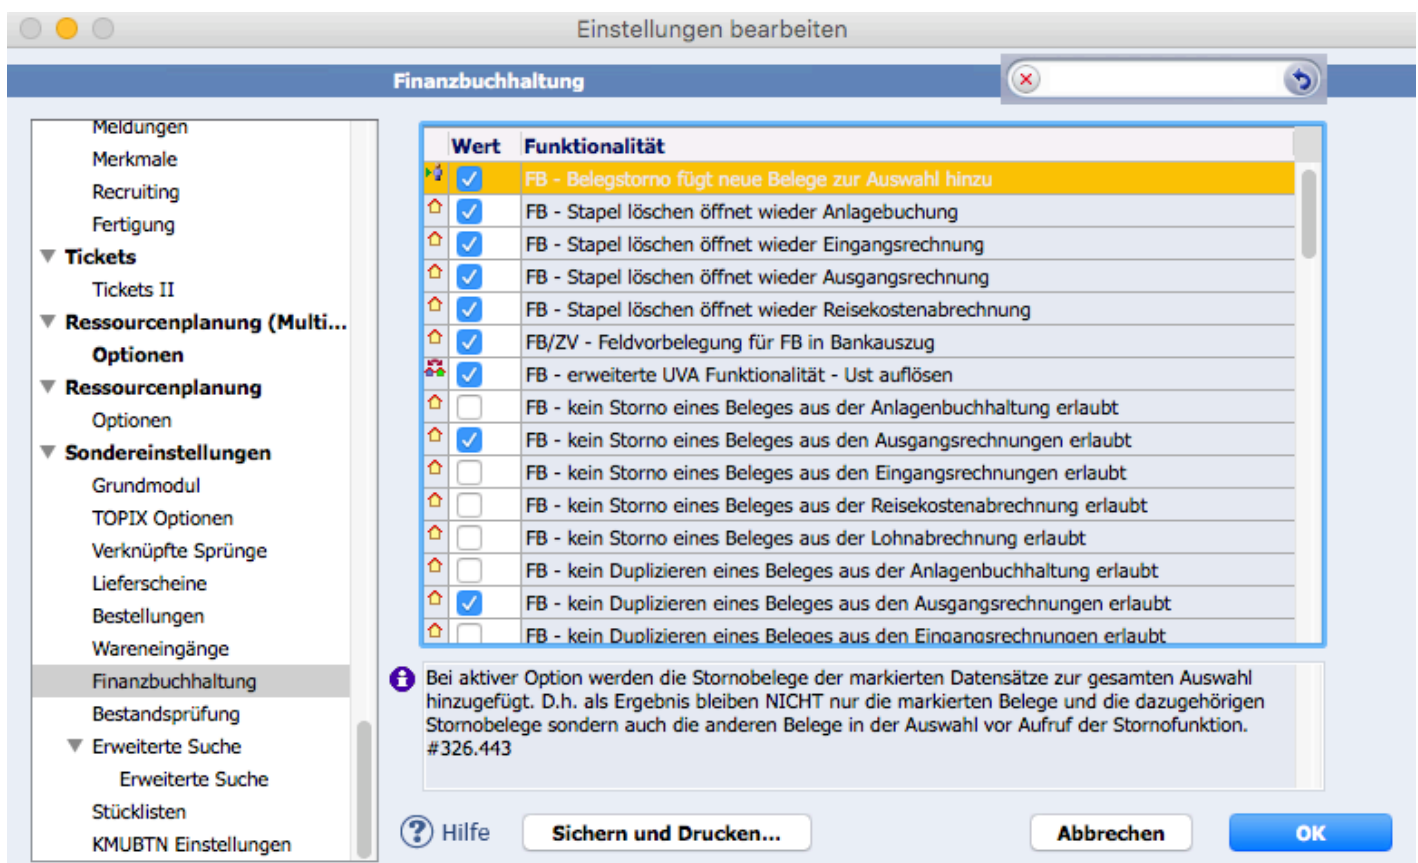 Einstellungen bearbeiten
Finanzbuchhaltung
Meldungen
Merkmale
Recruiting
Fertigung
Tickets
Tickets II
Ressourcenplanung (Multi...
Optionen
Ressourcenplanung
Optionen
Sondereinstellungen
Grundmodul
TOPIX Optionen
Verknüpfte Sprünge
Lieferscheine
Bestellungen
Wareneingänge
Finanzbuchhaltung
Bestandsprüfung
Erweiterte Suche
Erweiterte Suche
Stücklisten
KMUBTN Einstellungen
Wert Funktionalität
FB - Belegstorno fügt neue Belege zur Auswahl hinzu
FB - Stapel löschen öffnet wieder Anlagebuchung
FB - Stapel löschen öffnet wieder Eingangsrechnung
FB - Stapel löschen öffnet wieder Ausgangsrechnung
FB - Stapel löschen öffnet wieder Reisekostenabrechnung
FB/ZV - Feldvorbelegung für FB in Bankauszug
FB - erweiterte UVA Funktionalität - Ust auflösen
FB - kein Storno eines Beleges aus der Anlagenbuchhaltung erlaubt
FB - kein Storno eines Beleges aus den Ausgangsrechnungen erlaubt
FB - kein Storno eines Beleges aus den Eingangsrechnungen erlaubt
FB - kein Storno eines Beleges aus der Reisekostenabrechnung erlaubt
FB - kein Storno eines Beleges aus der Lohnabrechnung erlaubt
FB - kein Duplizieren eines Beleges aus der Anlagenbuchhaltung erlaubt
FB - kein Duplizieren eines Beleges aus den Ausgangsrechnungen erlaubt
FB - kein Duplizieren eines Beleges aus den Eingangsrechnungen erlaubt
Bei aktiver Option werden die Stornobelege der markierten Datensätze zur gesamten Auswahl
hinzugefügt. D.h. als Ergebnis bleiben NICHT nur die markierten Belege und die dazugehörigen
Stornobelege sondern auch die anderen Belege in der Auswahl vor Aufruf der Stornofunktion.
#326.443
Hilfe
Sichern und Drucken...
Abbrechen
OK